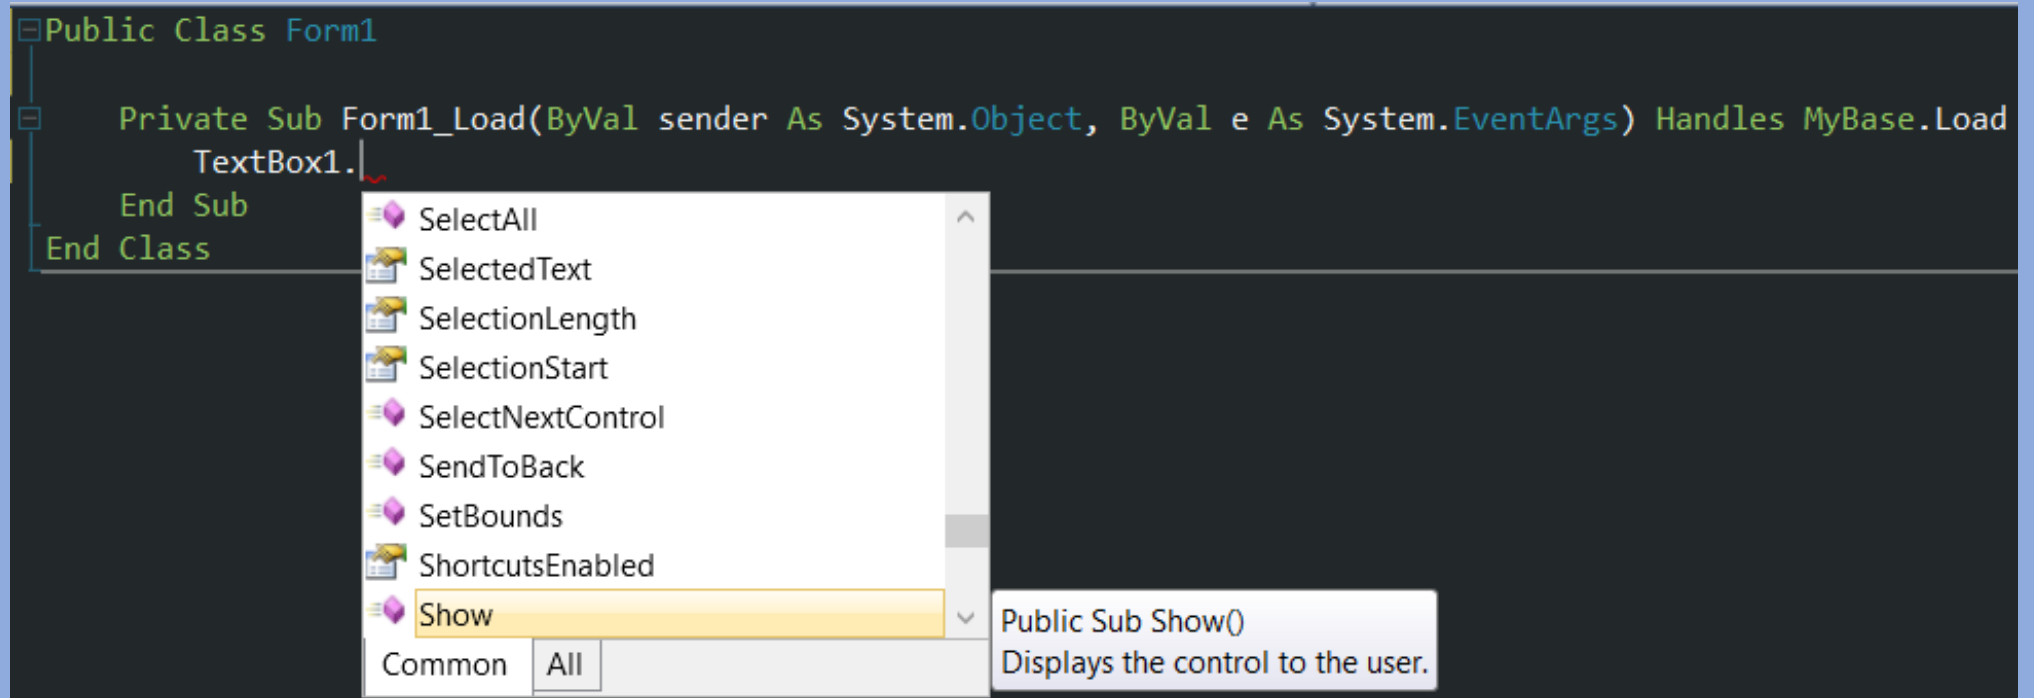 Public Class Form1
Private Sub Form1_Load(ByVal sender As System.Object, ByVal e As System.EventArgs) Handles MyBase.Load
TextBox1.
End Sub
End Class
SelectAll
SelectedText
SelectionLength
SelectionStart
SelectNextControl
SendToBack
SetBounds
ShortcutsEnabled
Show
Common All
Public Sub Show()
Displays the control to the user.